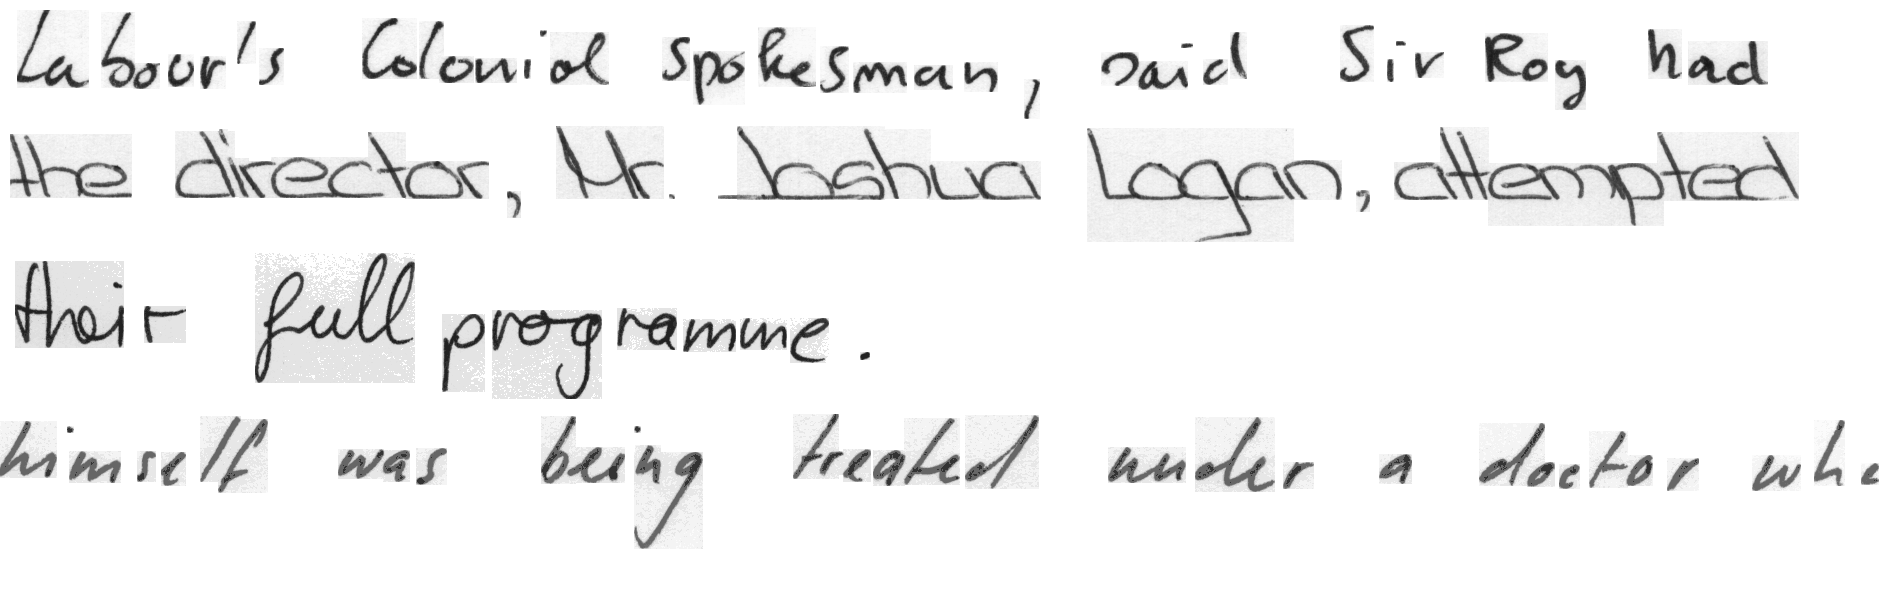 Labour's Colonial spokesman, said Sir Roy had
the director, Mr. Joshua Logan, attempted
their full programme.
himself was being treated under a doctor who